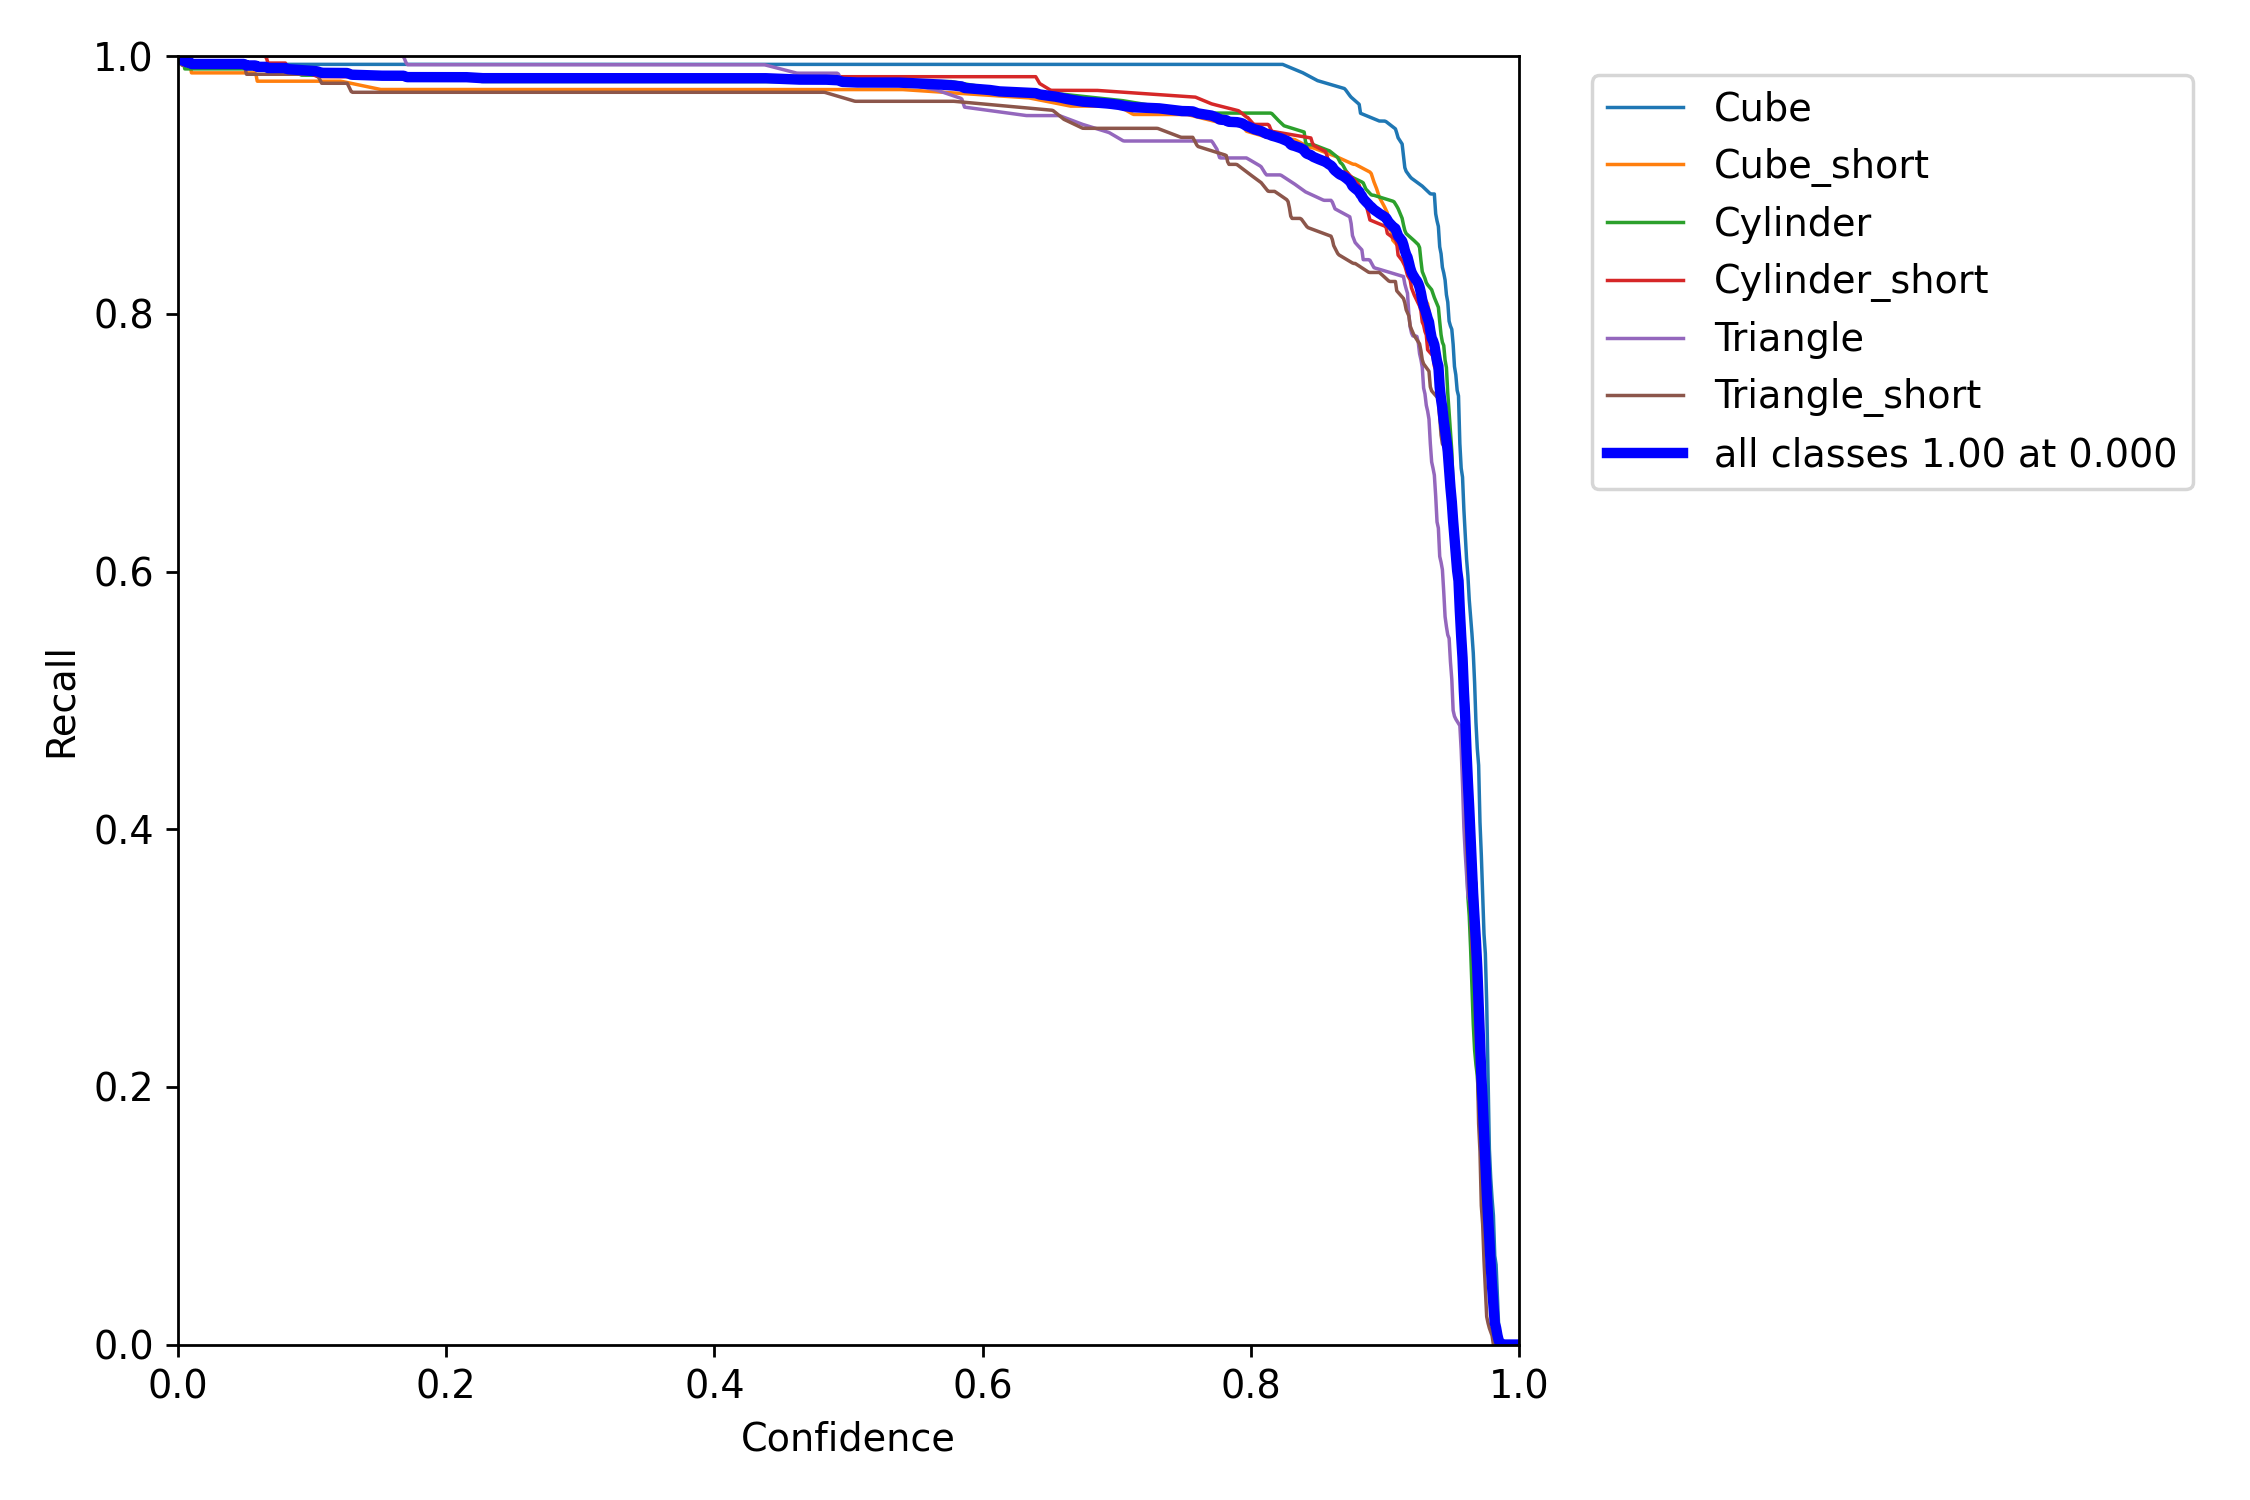 1.0
0.8
0.6
0.4
0.2
0.0
0.0 0.2 0.4 0.6 0.8 1.0
Recall
Confidence
Cube
Cube_short
Cylinder
Cylinder_short
Triangle
Triangle_short
all classes 1.00 at 0.000